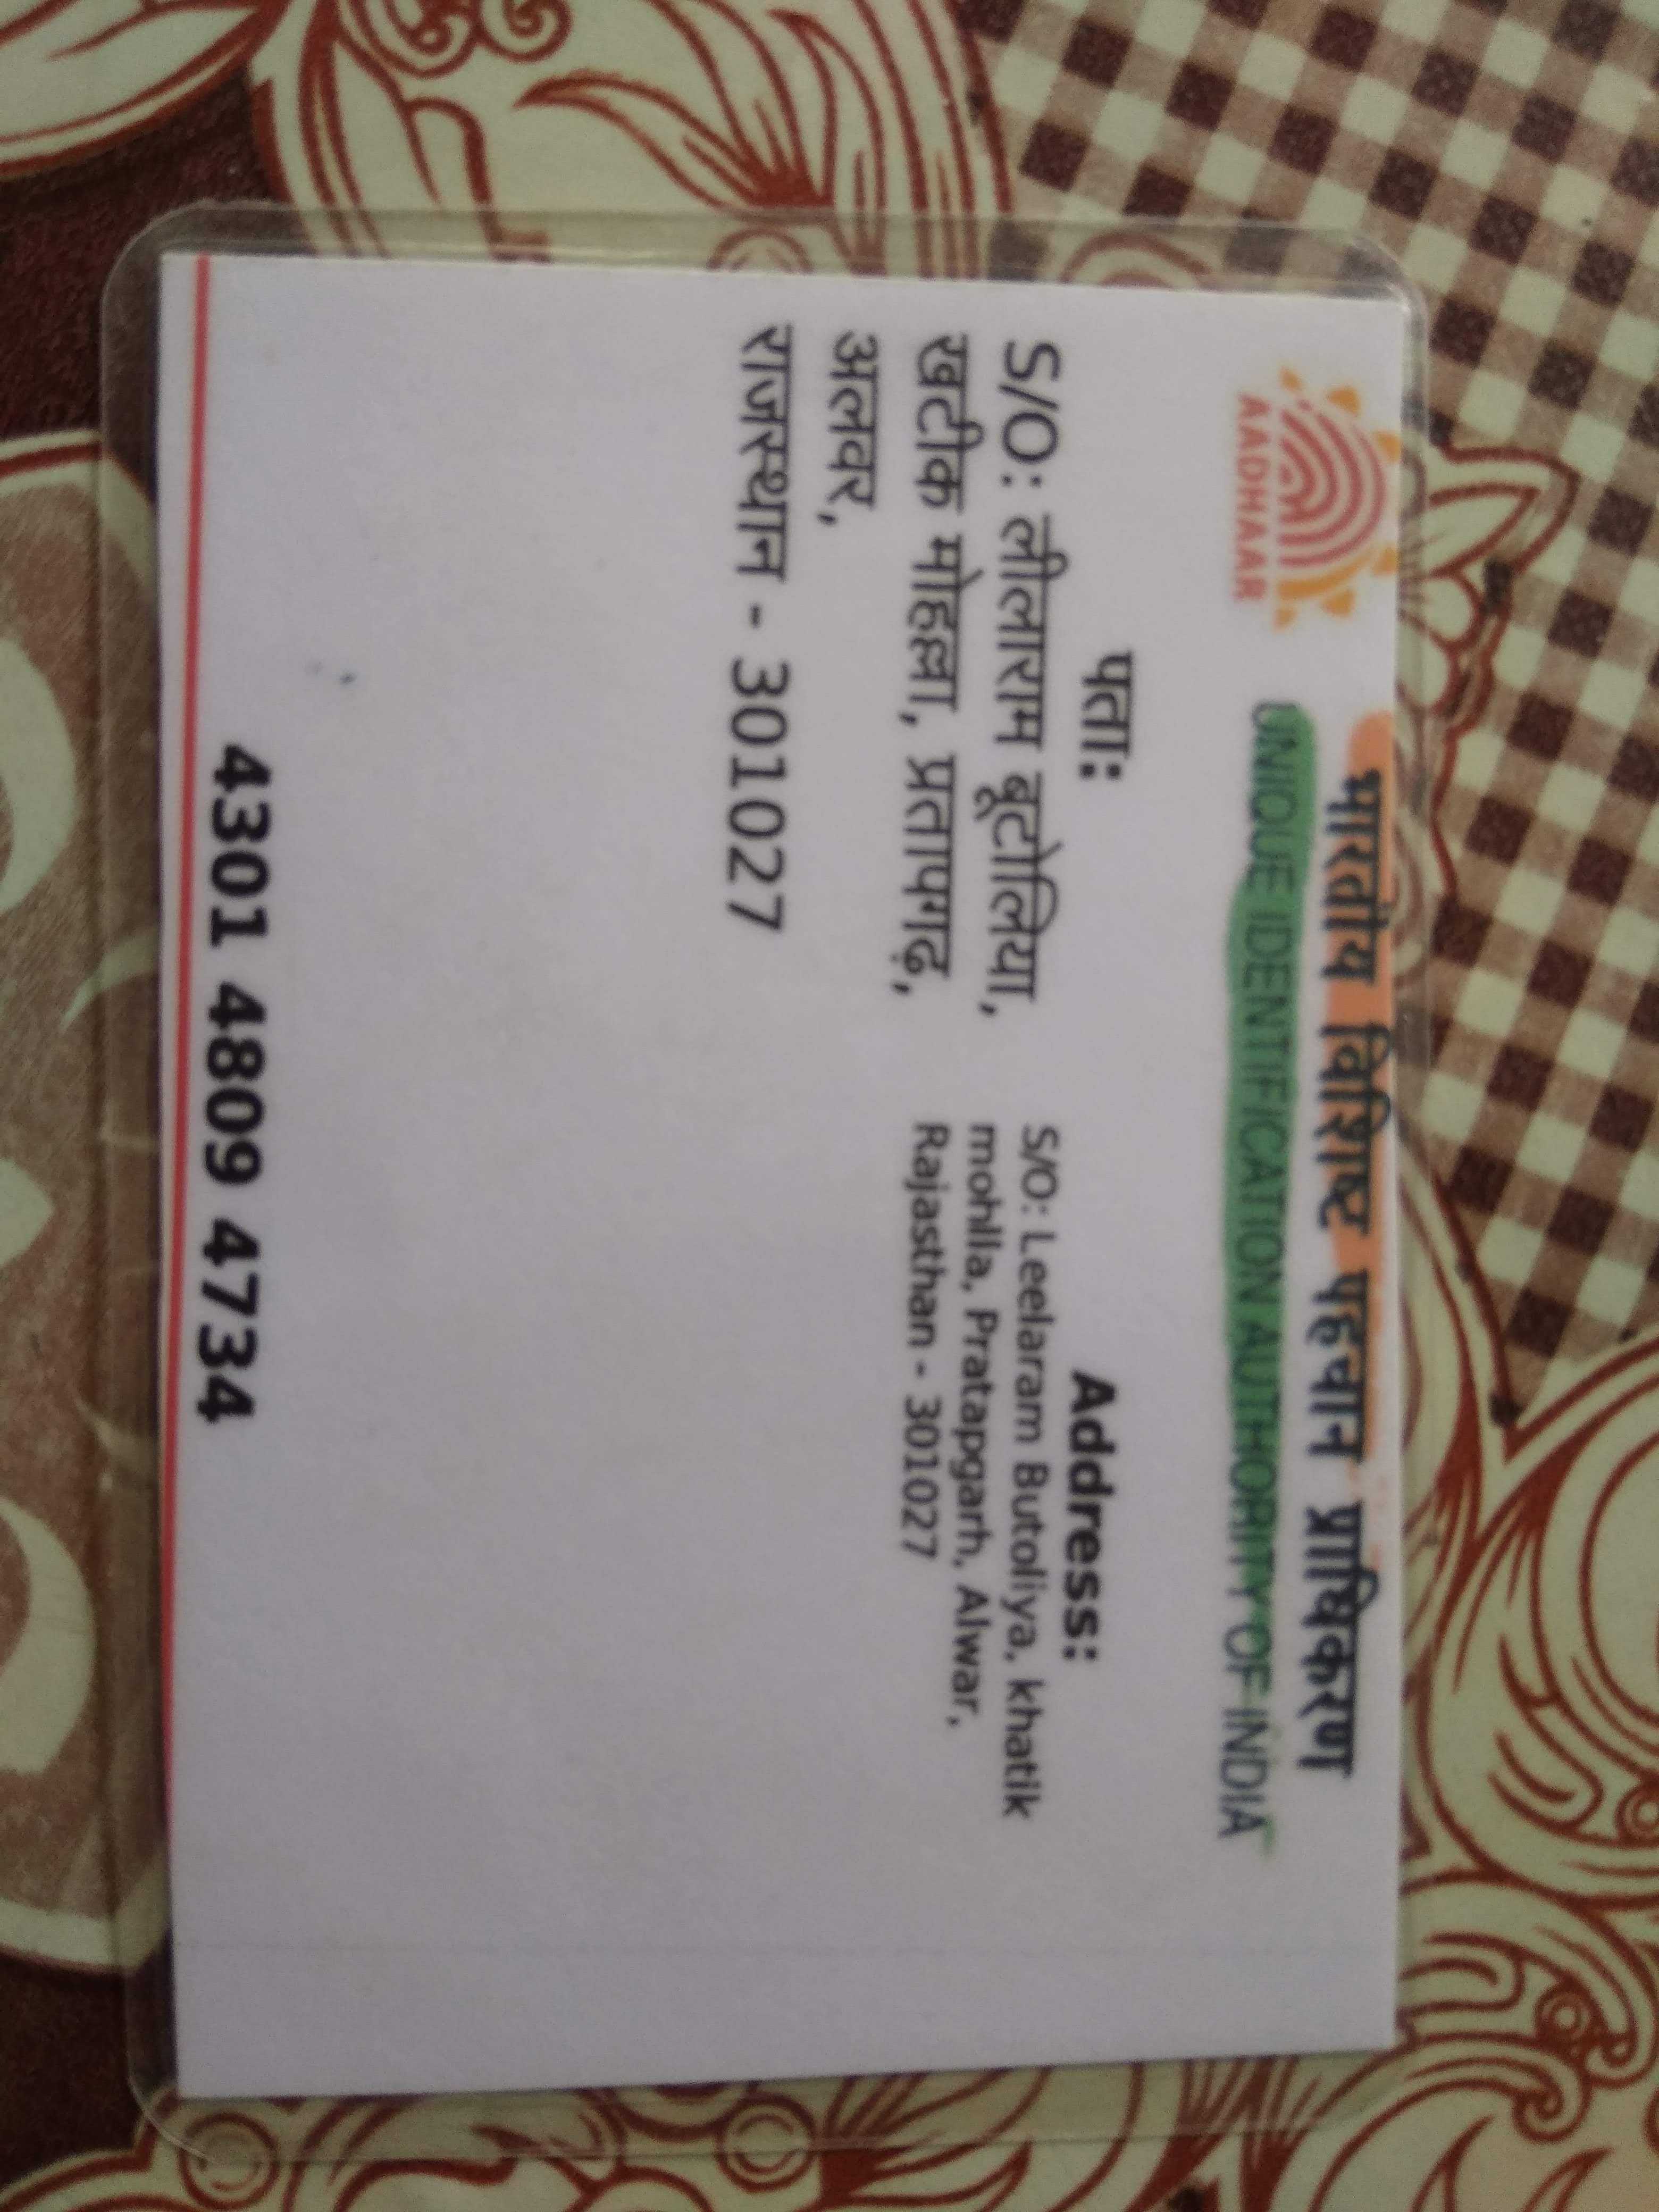 AADHAAR
भारतीय विशिष्ट पहचान प्राधिकरण
UNIQUE IDENTIFICATION AUTHORITY OF INDIA
पता:
S/O: लीलाराम बूटोलिया,
खटीक मोहल्ला, प्रतापगढ़,
अलवर,
राजस्थान - 301027
Address:
S/O: Leelaram Butoliya, khatik
mohlla, Pratapgarh, Alwar,
Rajasthan - 301027
4301 4809 4734